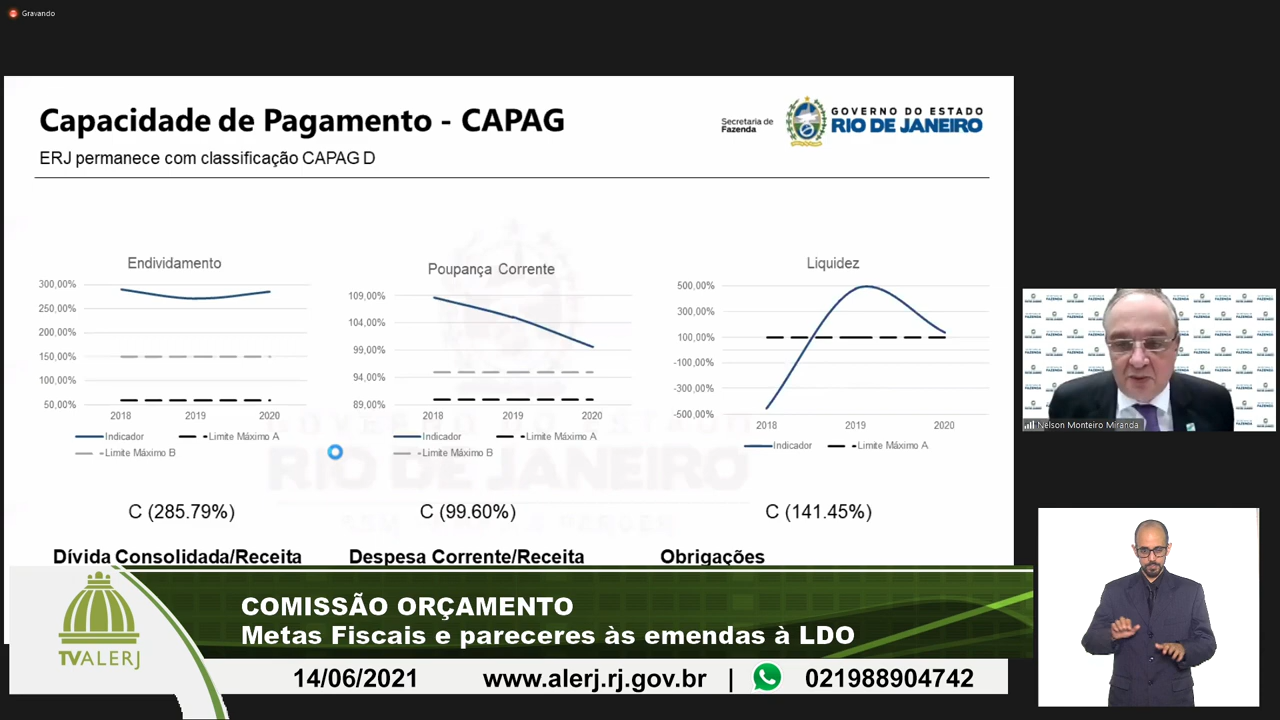 Gravando
Capacidade de Pagamento - CAPAG
ERJ permanece com classificação CAPAG D
Secretaria de
Fazenda
GOVERNO DO ESTADO
RIO DE JANEIRO
Endividamento
300,00%
250,00%
200,00%
150,00%
100,00%
50,00%
2018 2019 2020
Indicador
Limite Máximo A
Limite Máximo B
Poupança Corrente
109,00%
104,00%
99,00%
94,00%
89,00%
2018 2019 2020
Indicador
Limite Máximo A
Limite Máximo B
Liquidez
500,00%
300,00%
100,00%
-100,00%
-300,00%
-500,00%
2018 2019 2020
Indicador
Limite Máximo A
RIO DE JANEIRO
C (285.79%)
C (99.60%)
C (141.45%)
Dívida Consolidada/Receita
Despesa Corrente/Receita
Obrigações
Nelson Monteiro Miranda
TVALERJ
COMISSÃO ORÇAMENTO
Metas Fiscais e pareceres às emendas à LDO
14/06/2021 www.alerj.rj.gov.br | 021988904742